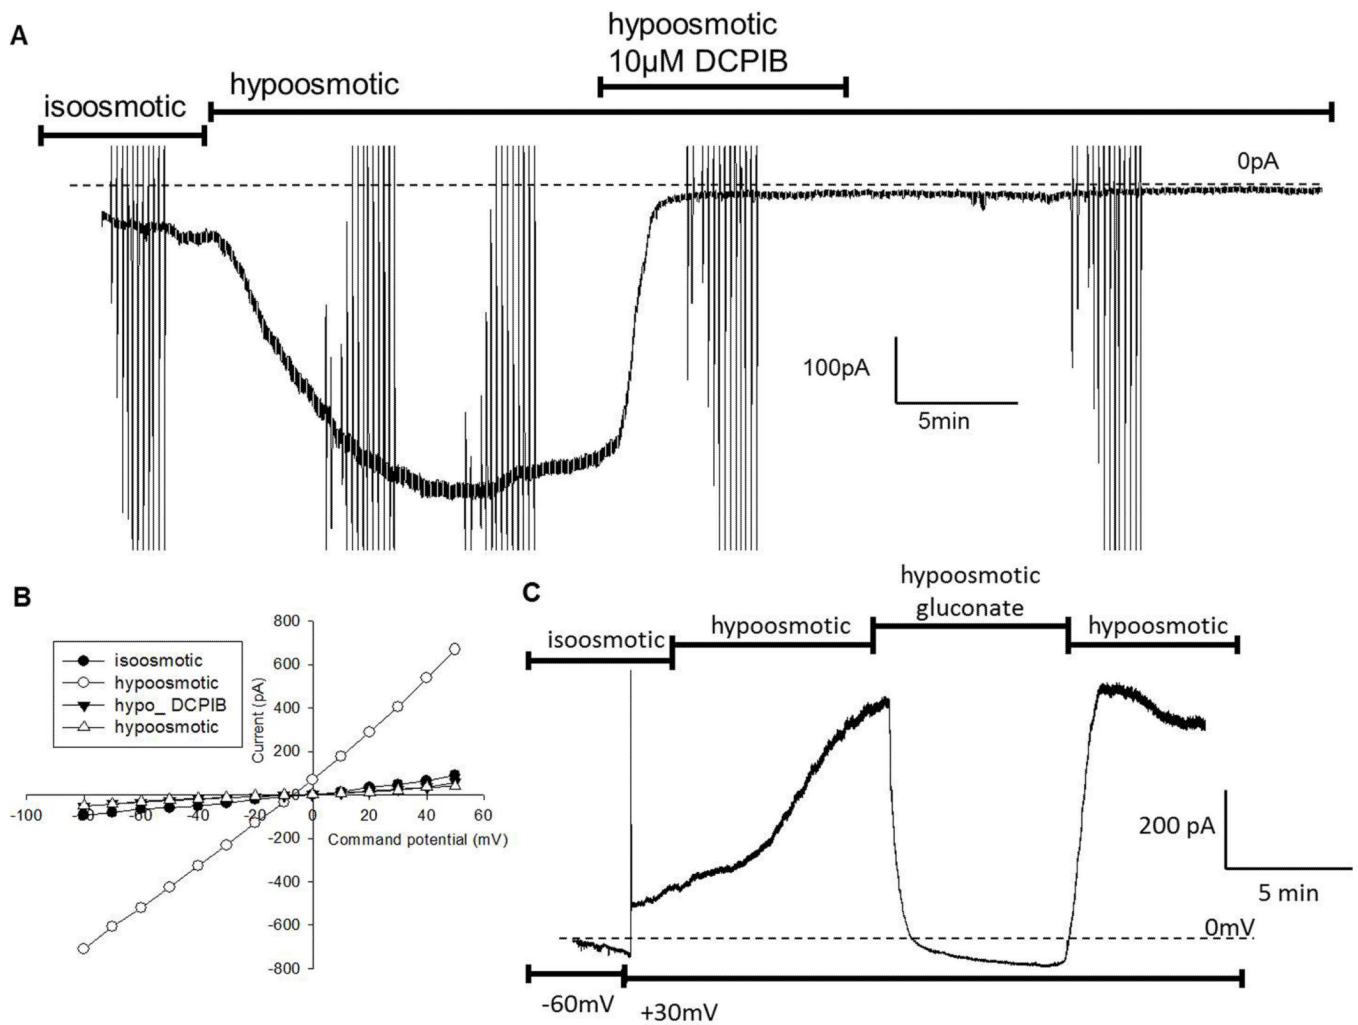 A
hypoosmotic
10µM DCPIB
hypoosmotic
isoosmotic
0pA
100pA
5min
B
isoosmotic
hypoosmotic
hypo_ DCPIB
hypoosmotic
Current (pA)
800
600
400
200
0
-200
-400
-600
-800
-100 -80 -60 -40 -20 0 20 40 60
Command potential (mV)
C
hypoosmotic
gluconate
isoosmotic hypoosmotic hypoosmotic
200 pA
5 min
0mV
-60mV +30mV